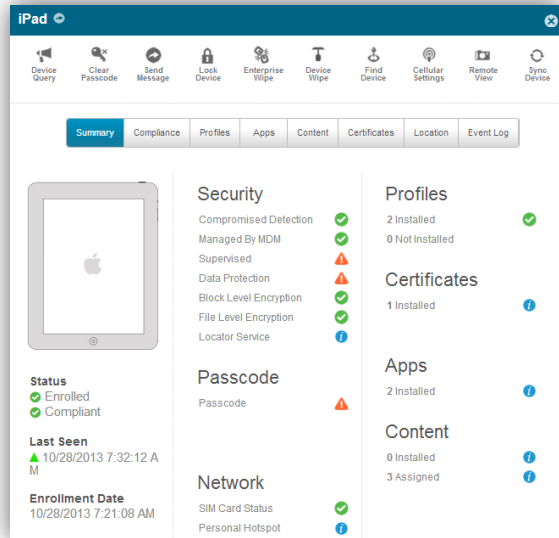 iPad
Device Query
Clear Passcode
Send Message
Lock Device
Enterprise Wipe
Device Wipe
Find Device
Cellular Settings
Remote View
Sync Device
Summary
Compliance
Profiles
Apps
Content
Certificates
Location
Event Log
Status
Enrolled
Compliant
Last Seen
10/28/2013 7:32:12 A
M
Enrollment Date
10/28/2013 7:21:08 AM
Security
Compromised Detection
Managed By MDM
Supervised
Data Protection
Block Level Encryption
File Level Encryption
Locator Service
Passcode
Passcode
Network
SIM Card Status
Personal Hotspot
Profiles
2 Installed
0 Not Installed
Certificates
1 Installed
Apps
2 Installed
Content
0 Installed
3 Assigned